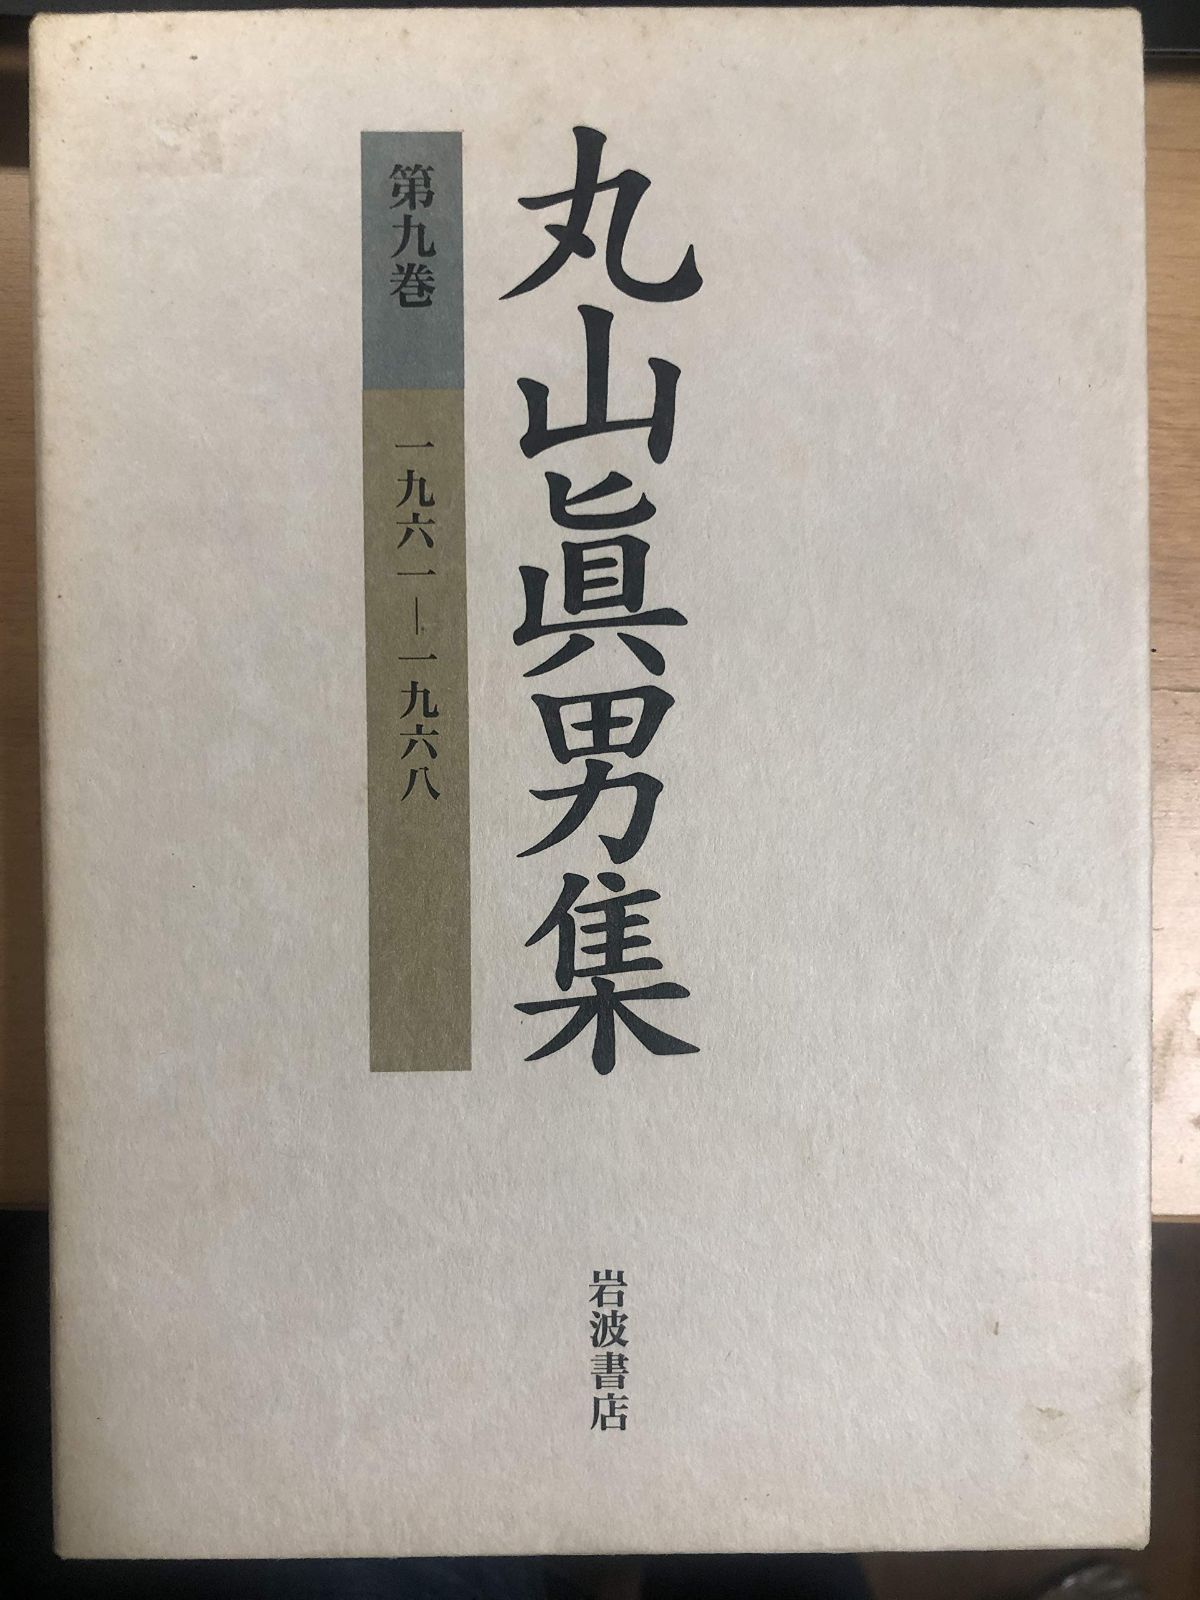 丸山眞男集
第九巻
一九六一―一九六八
岩波書店